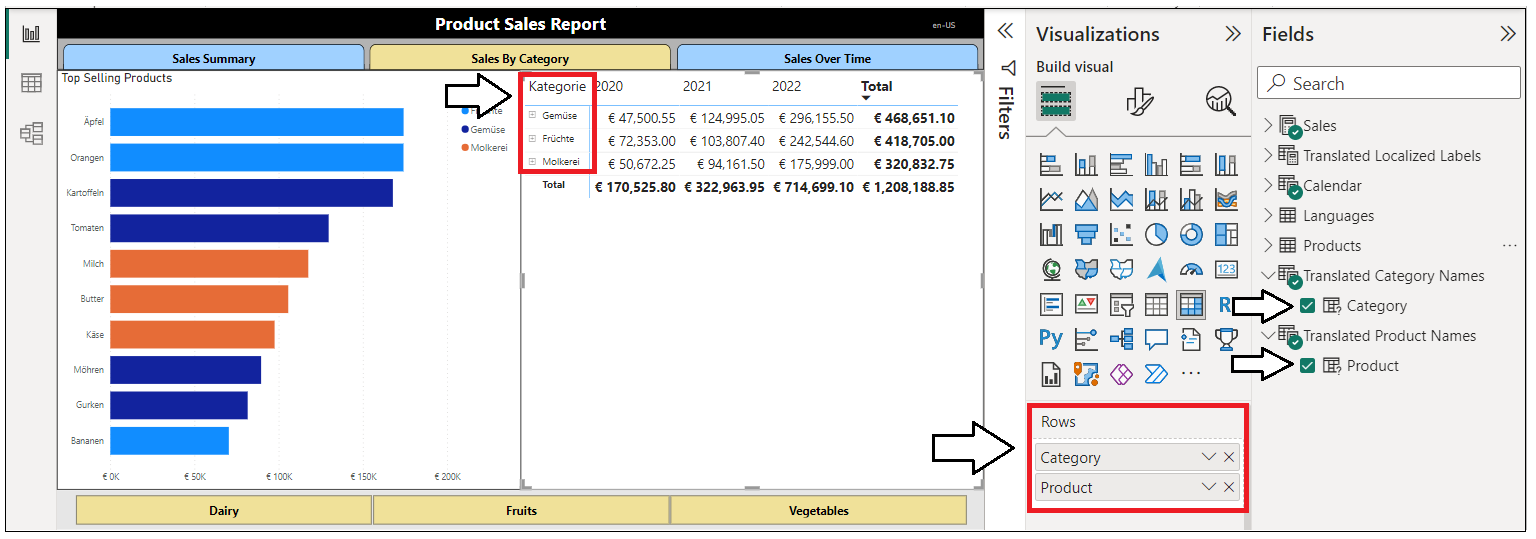 Product Sales Report
en-US
Sales Summary
Sales By Category
Sales Over Time
Top Selling Products
Äpfel
Orangen
Kartoffeln
Tomaten
Milch
Butter
Käse
Möhren
Gurken
Bananen
€ 0K € 50K € 100K € 150K € 200K
Gemüse
Molkerei
Kategorie 2020 2021 2022 Total
Gemüse € 47,500.55 € 124,995.05 € 296,155.50 € 468,651.10
Früchte € 72,353.00 € 103,807.40 € 242,544.60 € 418,705.00
Molkerei € 50,672.25 € 94,161.50 € 175,999.00 € 320,832.75
Total € 170,525.80 € 322,963.95 € 714,699.10 € 1,208,188.85
Dairy
Fruits
Vegetables
Filters
Visualizations
Build visual
123
R
Py
Rows
Category
Product
Fields
Search
Sales
Translated Localized Labels
Calendar
Languages
Products
Translated Category Names
Category
Translated Product Names
Product